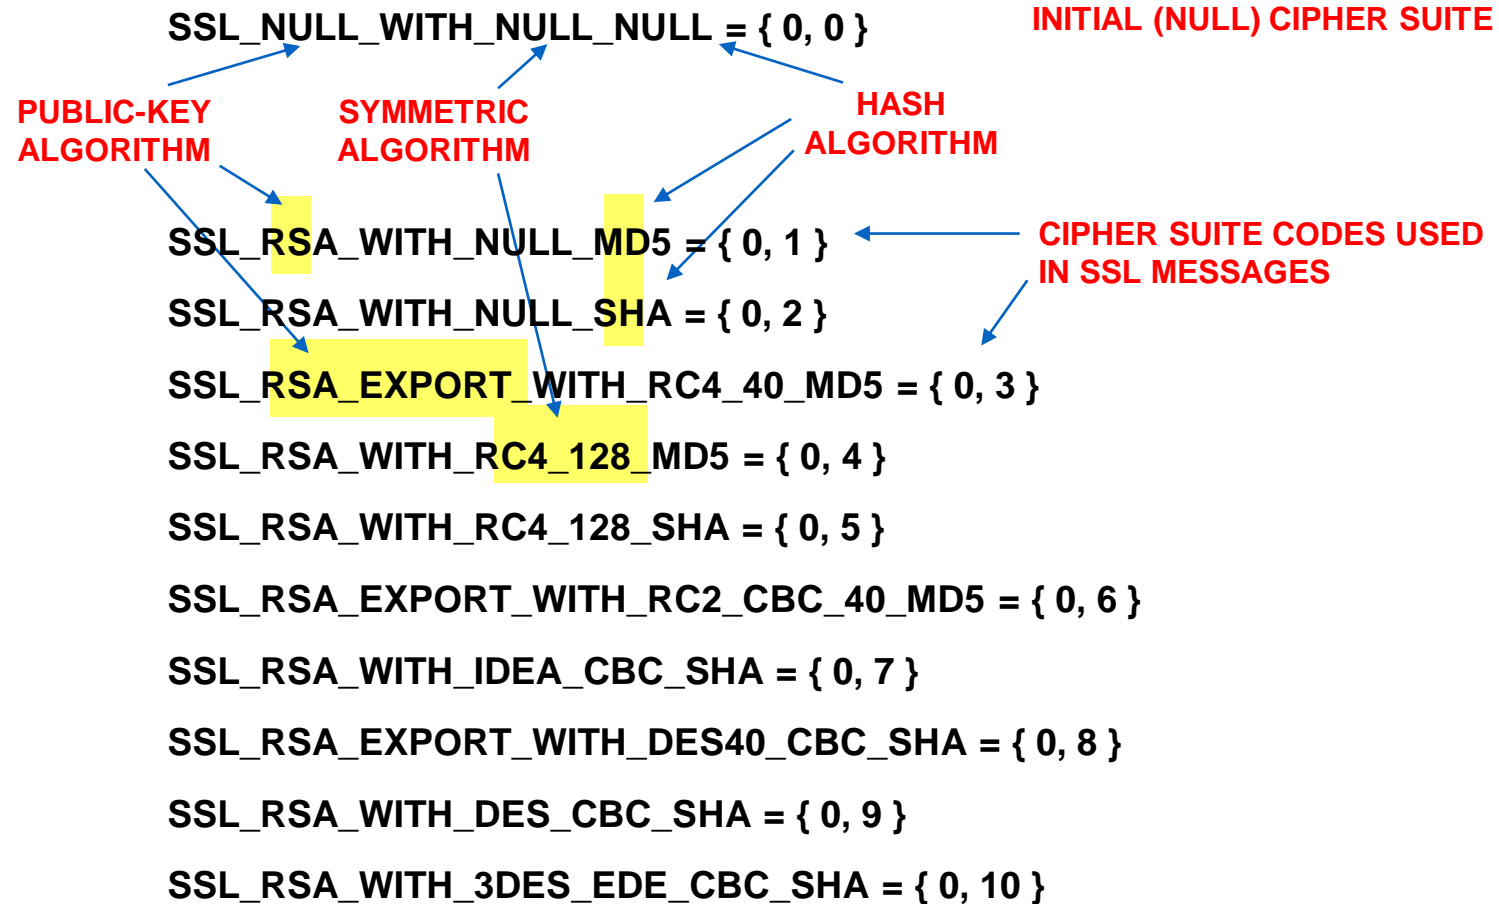 SSL_NULL_WITH_NULL_NULL = { 0, 0 }
INITIAL (NULL) CIPHER SUITE
PUBLIC-KEY
ALGORITHM
SYMMETRIC
ALGORITHM
HASH
ALGORITHM
SSL_RSA_WITH_NULL_MD5 = { 0, 1 }
CIPHER SUITE CODES USED
IN SSL MESSAGES
SSL_RSA_WITH_NULL_SHA = { 0, 2 }
SSL_RSA_EXPORT_WITH_RC4_40_MD5 = { 0, 3 }
SSL_RSA_WITH_RC4_128_MD5 = { 0, 4 }
SSL_RSA_WITH_RC4_128_SHA = { 0, 5 }
SSL_RSA_EXPORT_WITH_RC2_CBC_40_MD5 = { 0, 6 }
SSL_RSA_WITH_IDEA_CBC_SHA = { 0, 7 }
SSL_RSA_EXPORT_WITH_DES40_CBC_SHA = { 0, 8 }
SSL_RSA_WITH_DES_CBC_SHA = { 0, 9 }
SSL_RSA_WITH_3DES_EDE_CBC_SHA = { 0, 10 }